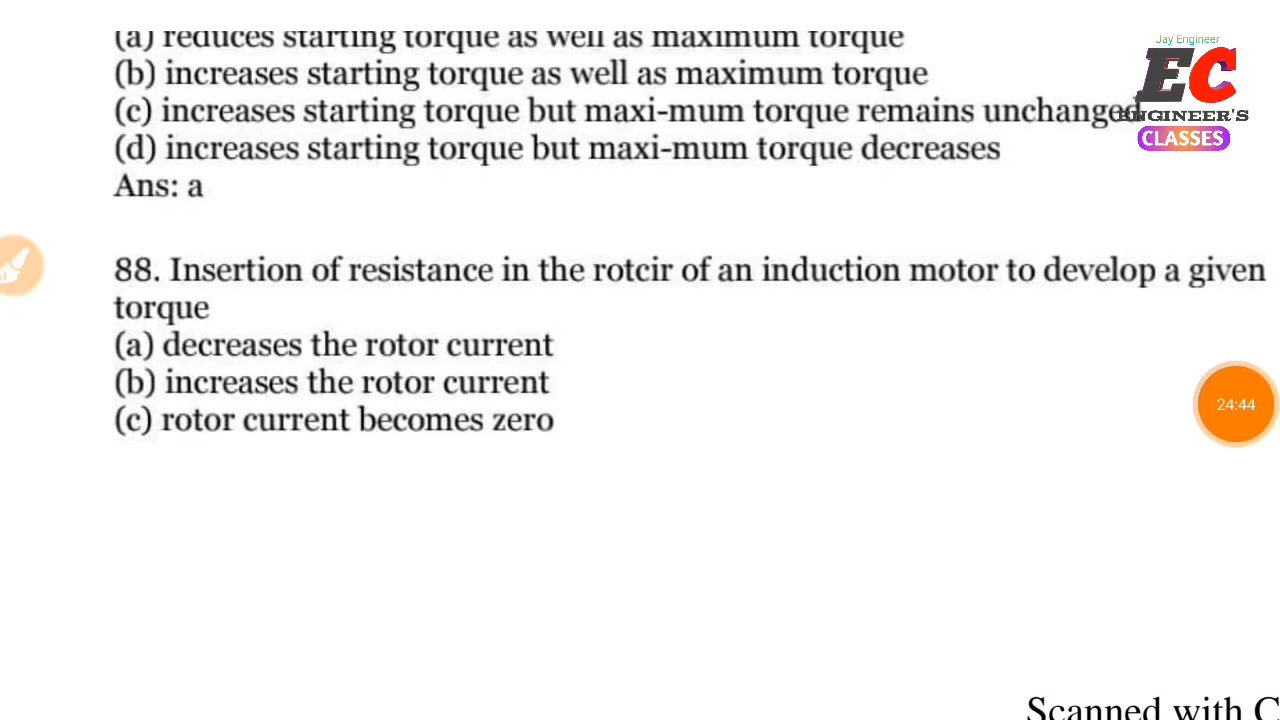 (a) reduces starting torque as well as maximum torque
Jay Engineer
EC
ENGINEER'S
CLASSES
(b) increases starting torque as well as maximum torque
(c) increases starting torque but maxi-mum torque remains unchanged
(d) increases starting torque but maxi-mum torque decreases
Ans: a
88. Insertion of resistance in the rotcir of an induction motor to develop a given
torque
(a) decreases the rotor current
(b) increases the rotor current
(c) rotor current becomes zero
24:44
Scanned with C